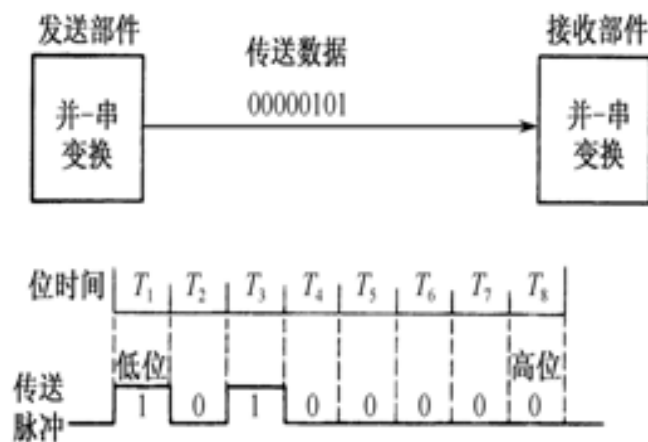 发送部件
接收部件
传送数据
00000101
并-串
变换
并-串
变换
位时间 T₁ T₂ T₃ T₄ T₅ T₆ T₇ T₈
低位 高位
传送
脉冲
1 0 1 0 0 0 0 0